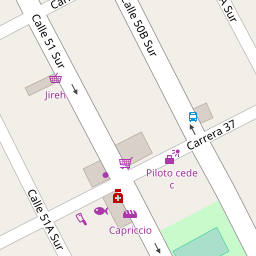 Calle 51 Sur
Calle 50B Sur
Jireh
Carrera 37
Piloto cede
c
Calle 51A Sur
Capriccio